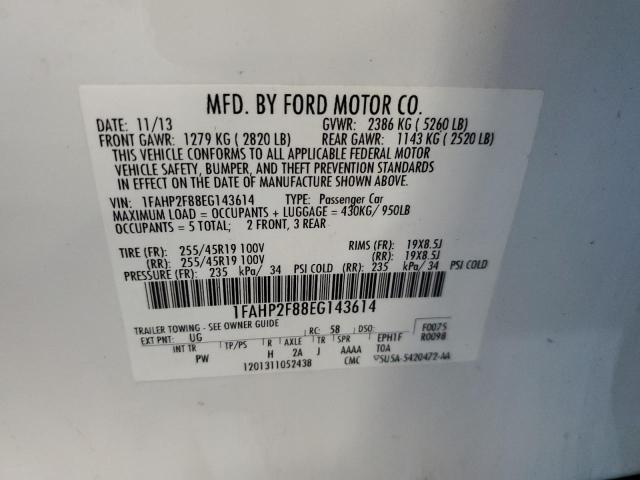 MFD. BY FORD MOTOR CO.
DATE: 11/13 GVWR: 2386 KG ( 5260 LB)
FRONT GAWR: 1279 KG ( 2820 LB) REAR GAWR: 1143 KG ( 2520 LB)
THIS VEHICLE CONFORMS TO ALL APPLICABLE FEDERAL MOTOR
VEHICLE SAFETY, BUMPER, AND THEFT PREVENTION STANDARDS
IN EFFECT ON THE DATE OF MANUFACTURE SHOWN ABOVE.
VIN: 1FAHP2F88EG143614 TYPE: Passenger Car
MAXIMUM LOAD = OCCUPANTS + LUGGAGE = 430KG/ 950LB
OCCUPANTS = 5 TOTAL; 2 FRONT, 3 REAR
TIRE (FR): 255/45R19 100V RIMS (FR): 19X8.5J
(RR): 255/45R19 100V (RR): 19X8.5J
PRESSURE (FR): 235 kPa/ 34 PSI COLD (RR): 235 kPa/ 34 PSI COLD
1FAHP2F88EG143614
TRAILER TOWING - SEE OWNER GUIDE
EXT PNT: UG RC: 58 DSO: F0075
INT TR TP/PS R AXLE TR SPR EPH1F R0098
PW H 2A J AAAA TOA
1201311052438 CMC 5U5A-5420472-AA